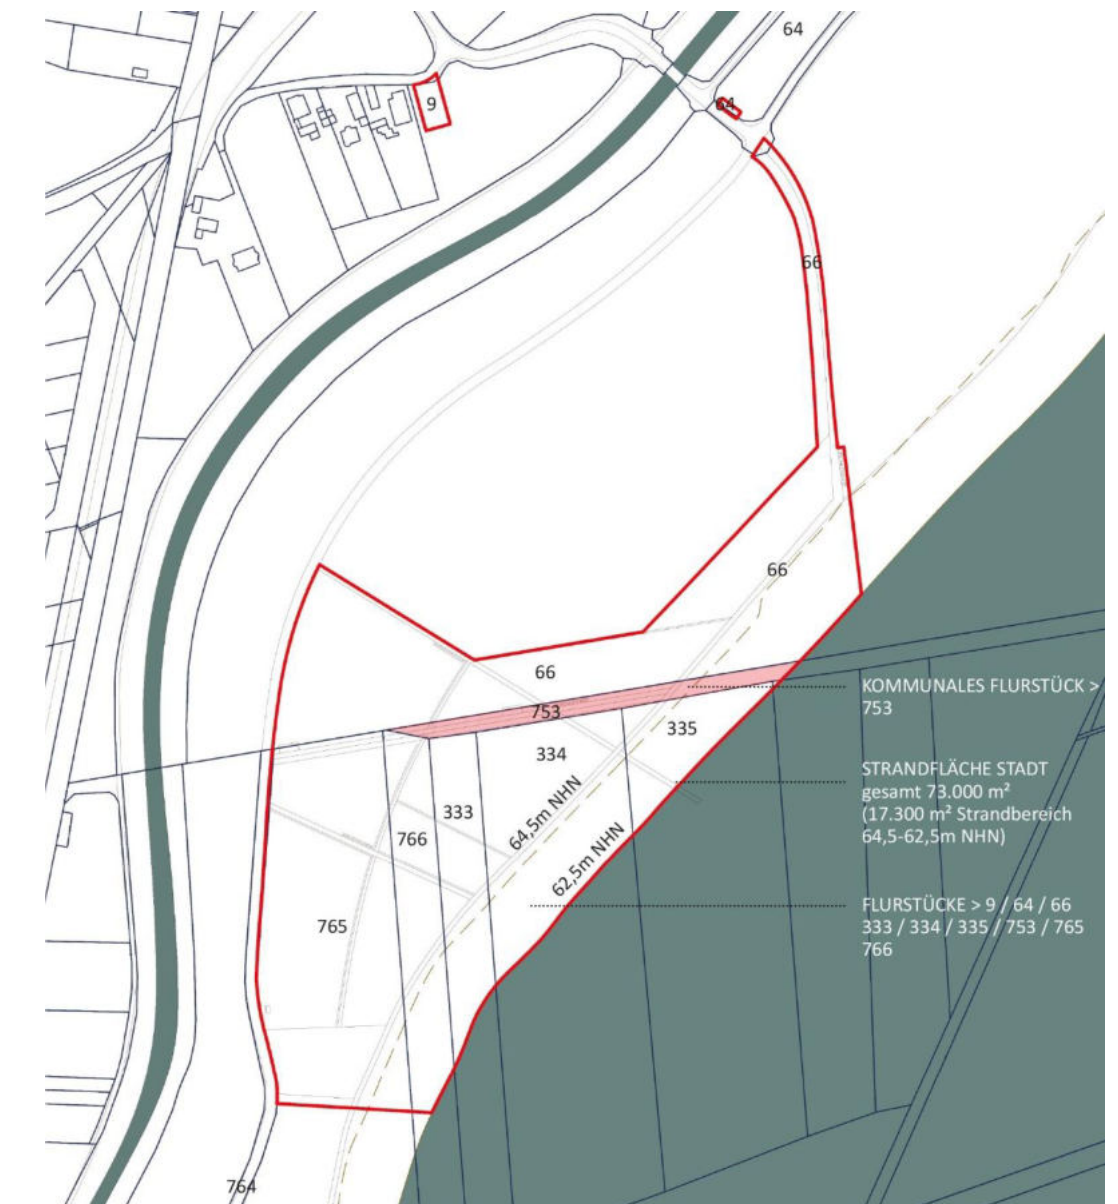 64
9
64
66
66
66
KOMMUNALES FLURSTÜCK >
753
753
335
334
STRANDFLÄCHE STADT
gesamt 73.000 m²
(17.300 m² Strandbereich
64,5-62,5m NHN)
64,5m NHN
333
766
62,5m NHN
FLURSTÜCKE > 9 / 64 / 66
333 / 334 / 335 / 753 / 765
766
765
764